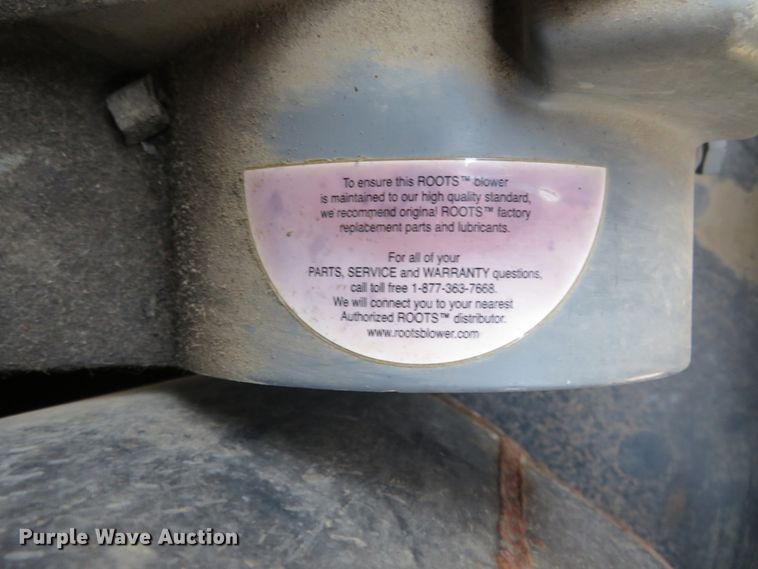 To ensure this ROOTS™ blower
is maintained to our high quality standard,
we recommend original ROOTS™ factory
replacement parts and lubricants.
For all of your
PARTS, SERVICE and WARRANTY questions,
call toll free 1-877-363-7668.
We will connect you to your nearest
Authorized ROOTS™ distributor.
www.rootsblower.com
Purple Wave Auction